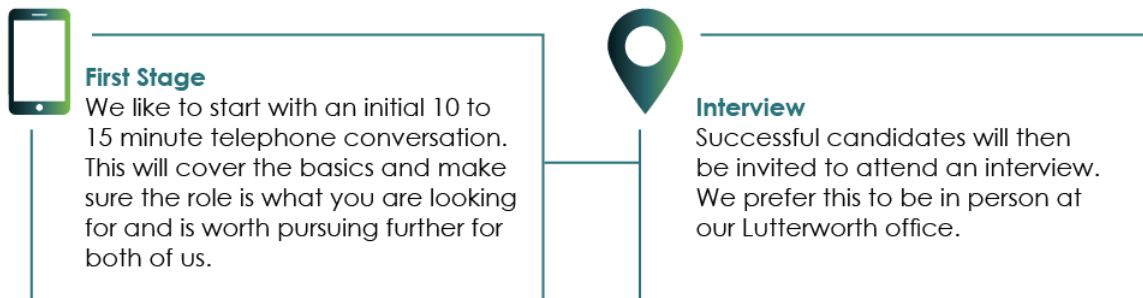 First Stage
We like to start with an initial 10 to
15 minute telephone conversation.
This will cover the basics and make
sure the role is what you are looking
for and is worth pursuing further for
both of us.
Interview
Successful candidates will then
be invited to attend an interview.
We prefer this to be in person at
our Lutterworth office.